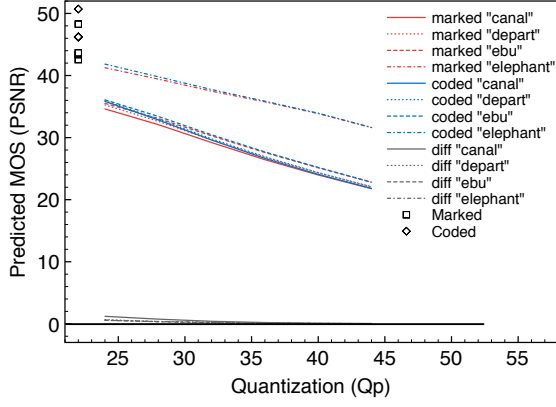 50
40
30
20
10
0
25 30 35 40 45 50 55
Predicted MOS (PSNR)
Quantization (Qp)
marked "canal"
marked "depart"
marked "ebu"
marked "elephant"
coded "canal"
coded "depart"
coded "ebu"
coded "elephant"
diff "canal"
diff "depart"
diff "ebu"
diff "elephant"
Marked
Coded